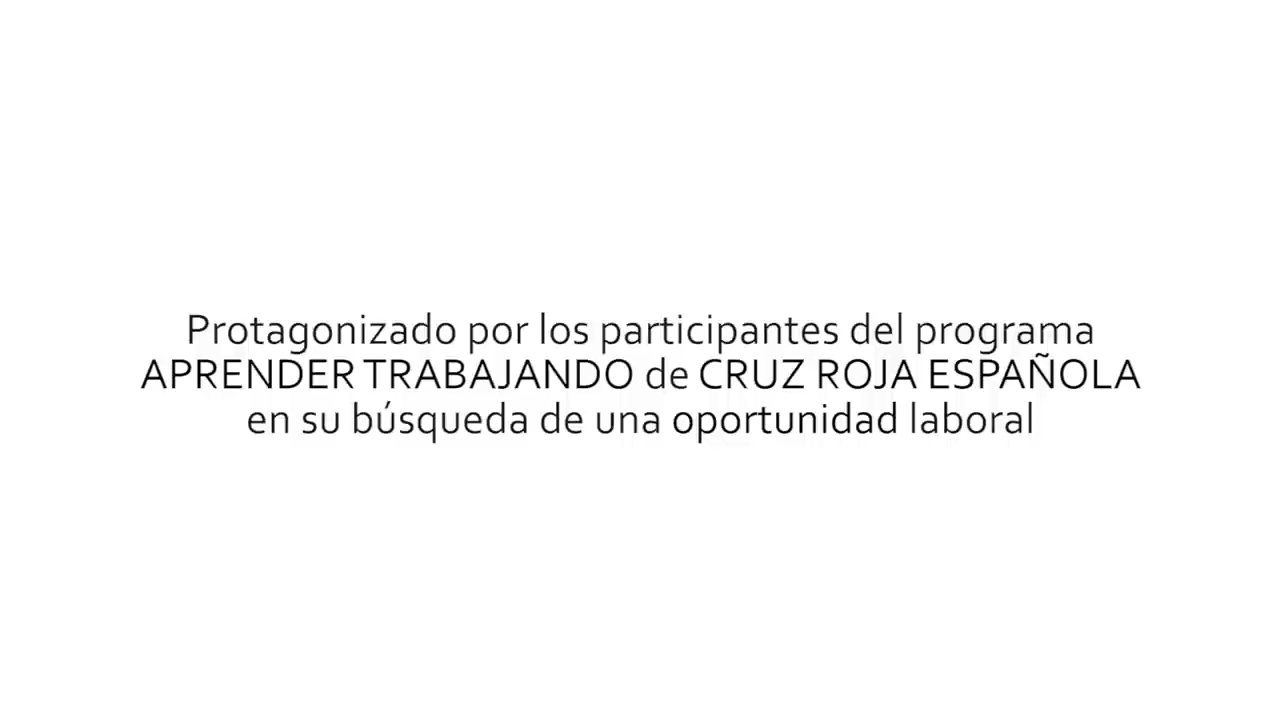 Protagonizado por los participantes del programa
APRENDER TRABAJANDO de CRUZ ROJA ESPAÑOLA
en su búsqueda de una oportunidad laboral